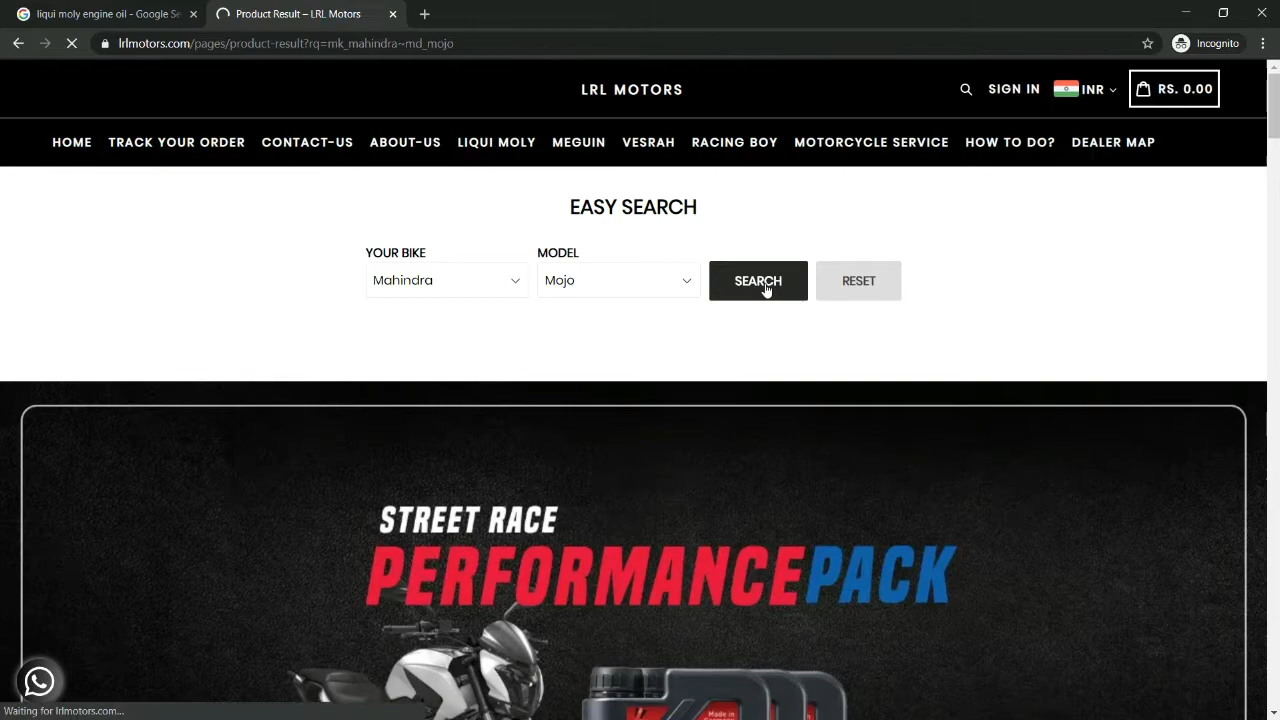 liqui moly engine oil - Google Se
Product Result – LRL Motors
lrlmotors.com/pages/product-result?rq=mk_mahindra~md_mojo
Incognito
LRL MOTORS
SIGN IN
INR
RS. 0.00
HOME TRACK YOUR ORDER CONTACT-US ABOUT-US LIQUI MOLY MEGUIN VESRAH RACING BOY MOTORCYCLE SERVICE HOW TO DO? DEALER MAP
EASY SEARCH
YOUR BIKE MODEL
Mahindra Mojo SEARCH RESET
STREET RACE
PERFORMANCEPACK
Made in
Waiting for lrlmotors.com...